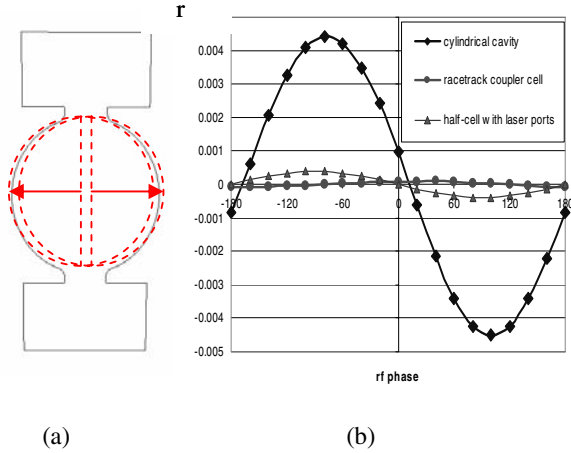 r
0.004
0.003
0.002
0.001
0
-0.001
-0.002
-0.003
-0.004
-0.005
-180 -120 -60 0 60 120 180
cylindrical cavity
racetrack coupler cell
half-cell with laser ports
rf phase
(a) (b)